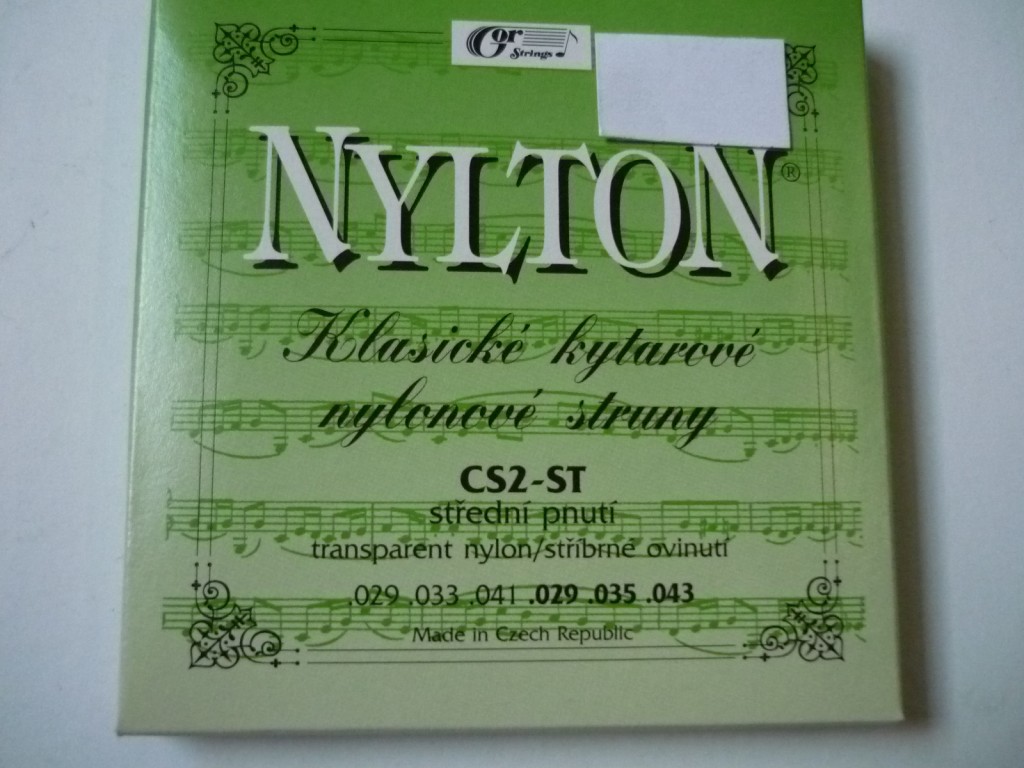 Gor
Strings
NYLTON®
Klasické kytarové
nylonové struny
CS2-ST
střední pnutí
transparent nylon/stříbrné ovinutí
.029 .033 .041 .029 .035 .043
Made in Czech Republic